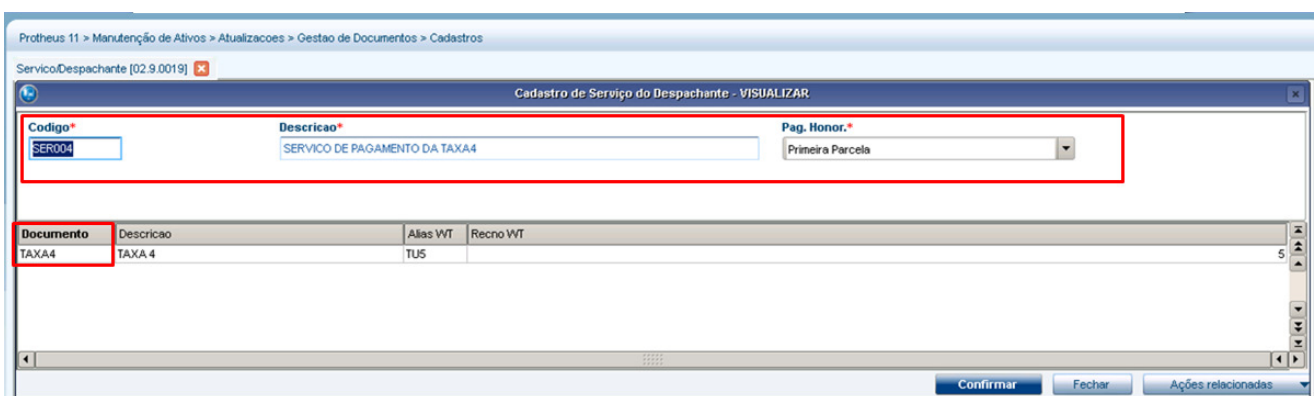 Protheus 11 > Manutenção de Ativos > Atualizacoes > Gestao de Documentos > Cadastros
Servico/Despachante [02.9.0019]
Cadastro de Serviço do Despachante - VISUALIZAR
Codigo* Descricao* Pag. Honor.*
SER004 SERVICO DE PAGAMENTO DA TAXA4 Primeira Parcela
Documento Descricao Alias WT Recno WT
TAXA4 TAXA 4 TU5 5
Confirmar Fechar Ações relacionadas